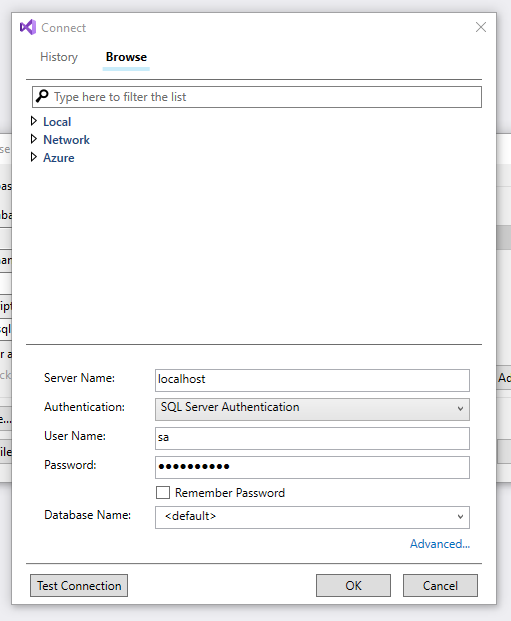 Connect
History Browse
Type here to filter the list
Local
Network
Azure
Server Name: localhost
Authentication: SQL Server Authentication
User Name: sa
Password: ●●●●●●●●●●
Remember Password
Database Name: <default>
Advanced...
Test Connection OK Cancel